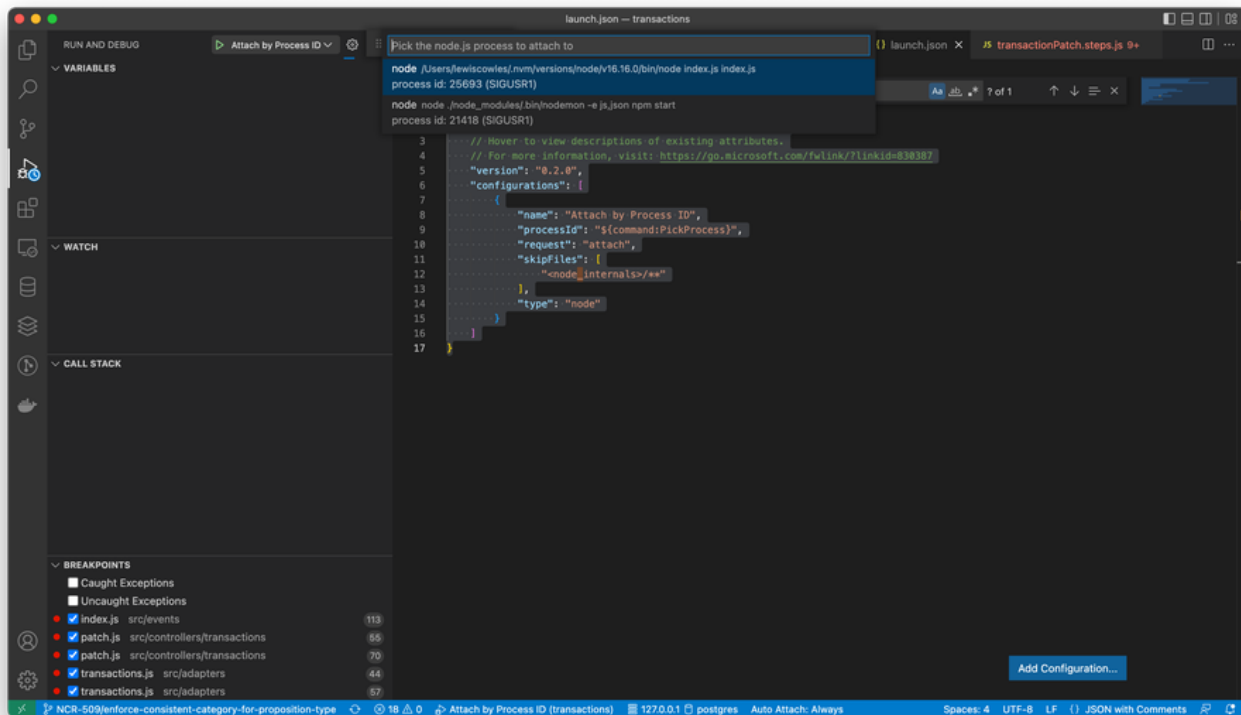 launch.json — transactions
RUN AND DEBUG
Attach by Process ID
Pick the node.js process to attach to
launch.json
JS transactionPatch.steps.js 9+
node /Users/lewiscowles/.nvm/versions/node/v16.16.0/bin/node index.js index.js
process id: 25693 (SIGUSR1)
node node ./node_modules/.bin/nodemon -e js,json npm start
process id: 21418 (SIGUSR1)
Aa ab .* ? of 1
VARIABLES
3 // Hover to view descriptions of existing attributes.
4 // For more information, visit: https://go.microsoft.com/fwlink/?linkid=830387
5 "version": "0.2.0",
6 "configurations": [
7 {
8 "name": "Attach by Process ID",
9 "processId": "${command:PickProcess}",
10 "request": "attach",
11 "skipFiles": [
12 "<node_internals>/**"
13 ],
14 "type": "node"
15 }
16 ]
17 }
WATCH
CALL STACK
BREAKPOINTS
Caught Exceptions
Uncaught Exceptions
index.js src/events 113
patch.js src/controllers/transactions 55
patch.js src/controllers/transactions 70
transactions.js src/adapters 44
transactions.js src/adapters 57
Add Configuration...
NCR-509/enforce-consistent-category-for-proposition-type 18 0 Attach by Process ID (transactions) 127.0.0.1 postgres Auto Attach: Always Spaces: 4 UTF-8 LF {} JSON with Comments